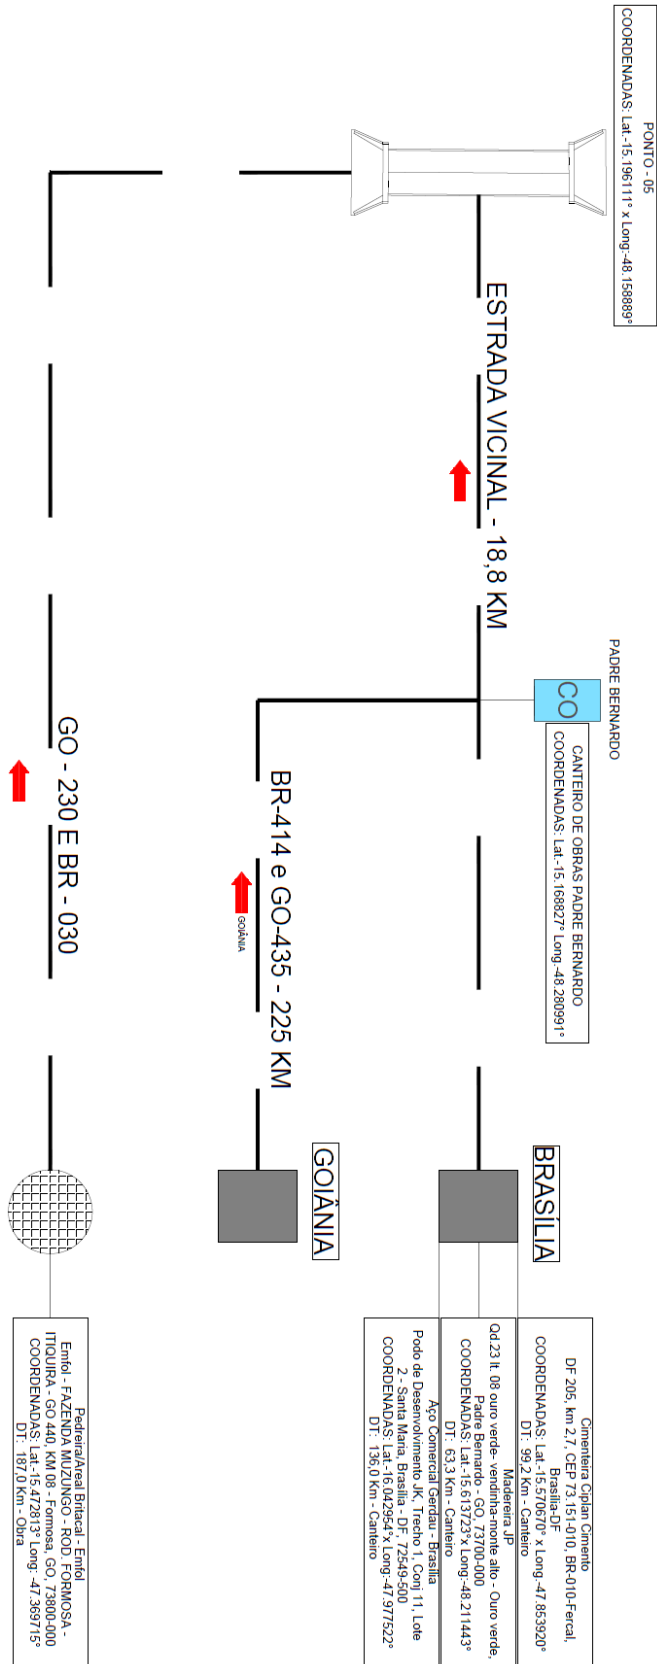 PONTO - 05
COORDENADAS: Lat.-15.196111° x Long-48.158889°
ESTRADA VICINAL - 18,8 KM
PADRE BERNARDO
CO
CANTEIRO DE OBRAS PADRE BERNARDO
COORDENADAS: Lat.-15.168827° Long-48.280991°
BR-414 e GO-435 - 225 KM
GOIÂNIA
GO - 230 E BR - 030
BRASÍLIA
GOIÂNIA
Cimenteira Ciplan Cimento
DF 205, km 2,7, CEP 73.151-010, BR-010-Fercal,
Brasilia-DF
COORDENADAS: Lat.-15.570670° x Long.-47.853920°
DT: 99,2 Km - Canteiro
Madereira JP
Qd.23 lt. 08 ouro verde- vendinha-monte alto - Ouro verde,
Padre Bernardo - GO, 73700-000
COORDENADAS: Lat.-15.613723°x Long:-48.211443°
DT: 63,3 Km - Canteiro
Aço Comercial Gerdau - Brasília
Podo de Desenvolvimento JK, Trecho 1, Conj 11, Lote
2 - Santa Maria, Brasília - DF, 72549-500
COORDENADAS: Lat.-16.042954°x Long:-47.977522°
DT: 136,0 Km - Canteiro
Pedreira/Areal Britacal - Emfol
Emfol - FAZENDA MUZUNGO - ROD. FORMOSA -
ITIQUIRA - GO 440, KM 08 - Formosa, GO, 73800-000
COORDENADAS: Lat.-15.472813° Long: -47.369715°
DT: 187,0 Km - Obra